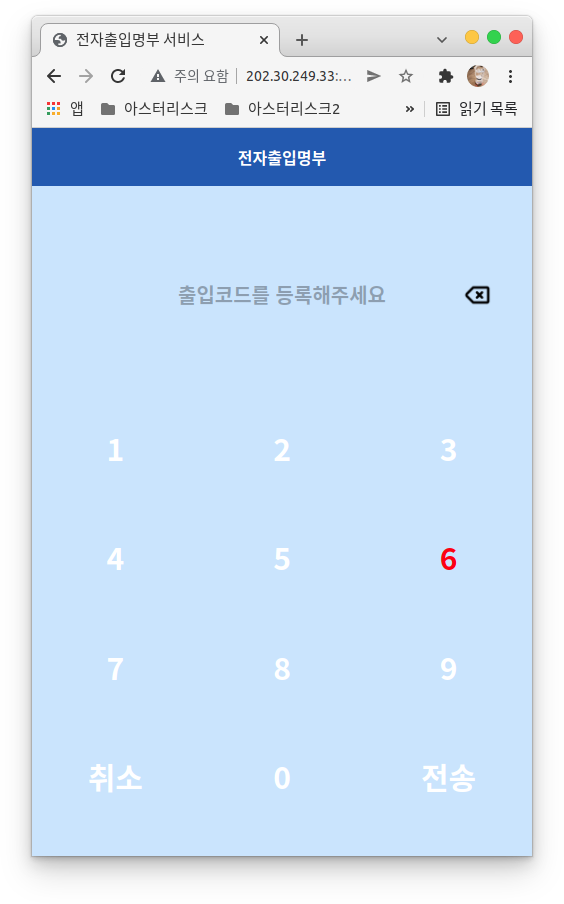 전자출입명부 서비스
주의 요함 202.30.249.33:...
앱 아스터리스크 아스터리스크2 » 읽기 목록
전자출입명부
출입코드를 등록해주세요
1 2 3
4 5 6
7 8 9
취소 0 전송